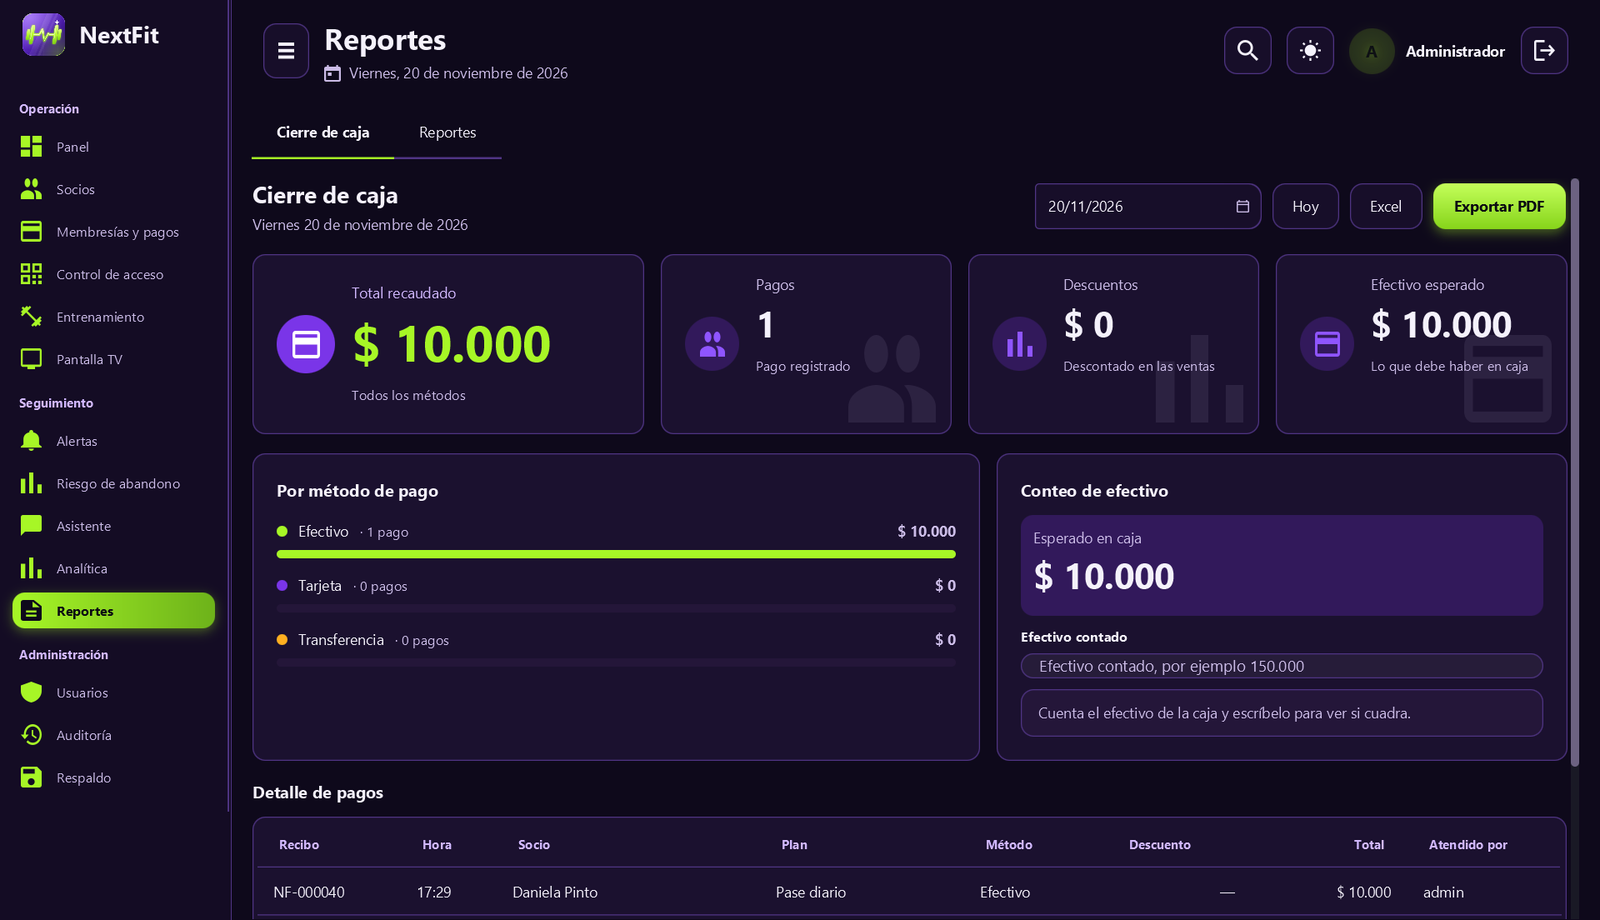 NextFit
Operación
Panel
Socios
Membresías y pagos
Control de acceso
Entrenamiento
Pantalla TV
Seguimiento
Alertas
Riesgo de abandono
Asistente
Analítica
Reportes
Administración
Usuarios
Auditoría
Respaldo
Reportes
Viernes, 20 de noviembre de 2026
A
Administrador
Cierre de caja
Reportes
Cierre de caja
Viernes 20 de noviembre de 2026
20/11/2026
Hoy
Excel
Exportar PDF
Total recaudado
$ 10.000
Todos los métodos
Pagos
1
Pago registrado
Descuentos
$ 0
Descontado en las ventas
Efectivo esperado
$ 10.000
Lo que debe haber en caja
Por método de pago
Efectivo · 1 pago $ 10.000
Tarjeta · 0 pagos $ 0
Transferencia · 0 pagos $ 0
Conteo de efectivo
Esperado en caja
$ 10.000
Efectivo contado
Efectivo contado, por ejemplo 150.000
Cuenta el efectivo de la caja y escríbelo para ver si cuadra.
Detalle de pagos
Recibo Hora Socio Plan Método Descuento Total Atendido por
NF-000040 17:29 Daniela Pinto Pase diario Efectivo — $ 10.000 admin